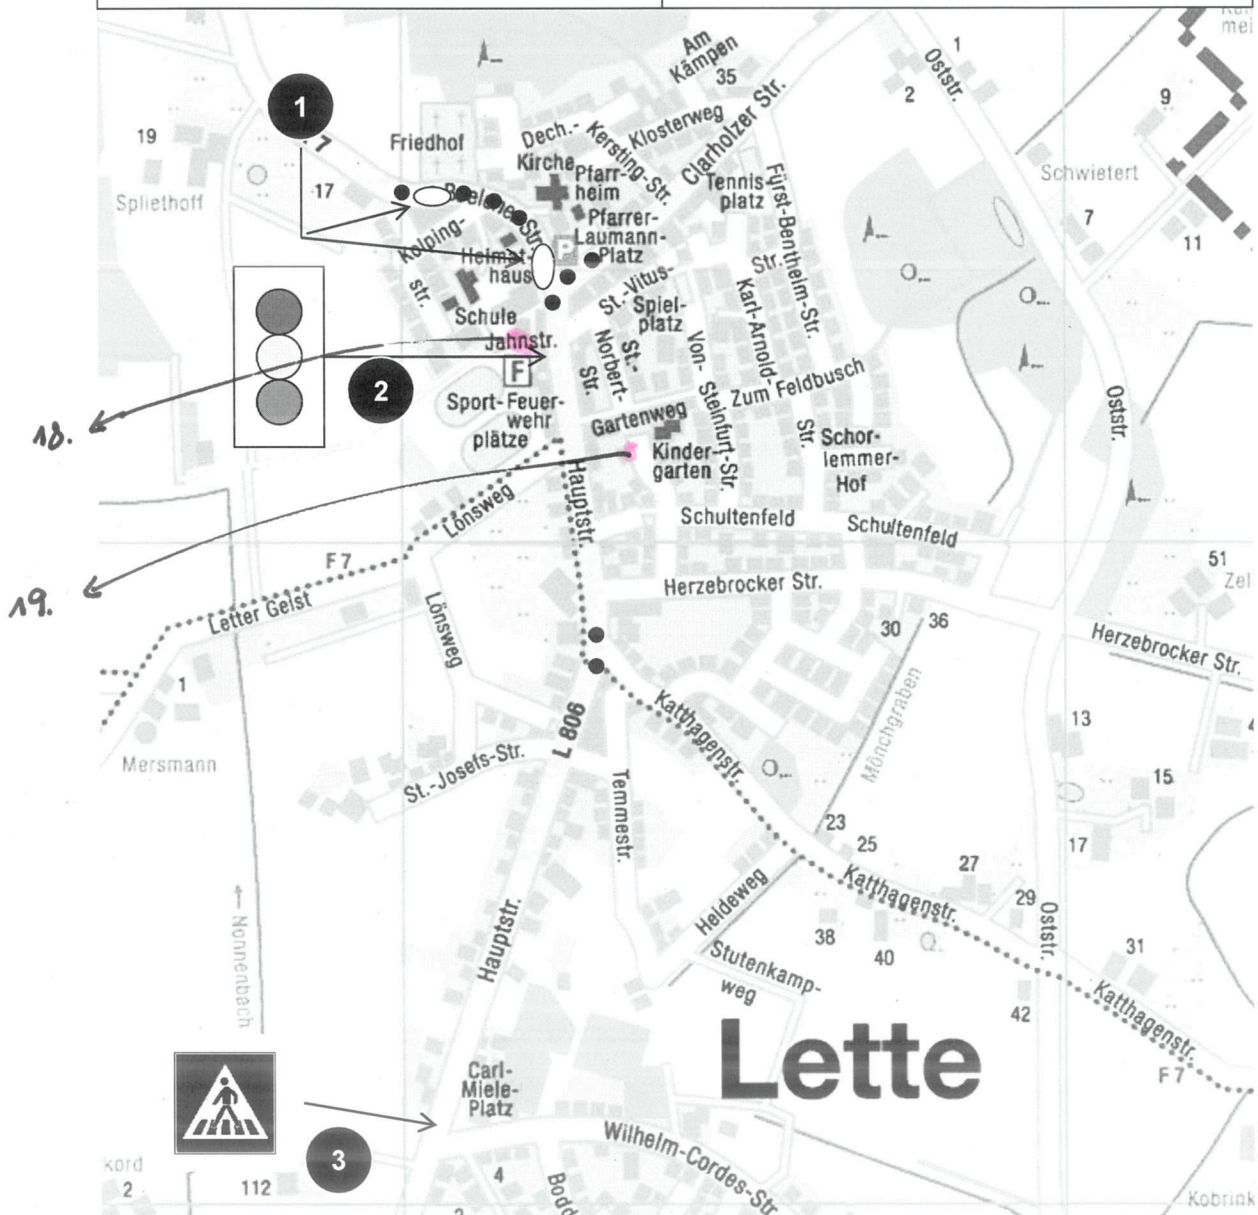 1
7
17
19
Spliethoff
Friedhof
Am
Kämpen
35
Dech.-
Kersting-Str.
Klosterweg
Clarholzer Str.
Kirche
Pfarr-
heim
Pfarrer-
Laumann-
Platz
P
Tennis-
platz
Fürst-Bentheim-Str.
1
2
Oststr.
9
Schwietert
7
11
Kolping-
str.
Heimat-
haus
St.-Vitus-
Str.
Spiel-
platz
Karl-Arnold-
Str.
Schule
Jahnstr.
F
2
18.
Sport-
plätze
Feuer-
wehr
St.-
Norbert-
Str.
Von-
Steinfurt-Str.
Zum Feldbusch
Gartenweg
Kinder-
garten
Schor-
lemmer-
Hof
Oststr.
19.
Lönsweg
Hauptstr.
Schultenfeld
Schultenfeld
F 7
Letter Geist
Lönsweg
Herzebrocker Str.
30
36
51
Zel
Herzebrocker Str.
1
Mersmann
L 806
Katthagenstr.
Mönchgraben
13
15
17
St.-Josefs-Str.
Temmestr.
23
25
27
29
Katthagenstr.
Oststr.
31
Heideweg
38
40
42
Stutenkamp-
weg
Hauptstr.
Nonnenbach
Katthagenstr.
F 7
Lette
Carl-
Miele-
Platz
3
Wilhelm-Cordes-Str
kord
2
112
4
Bodd
Kobrink